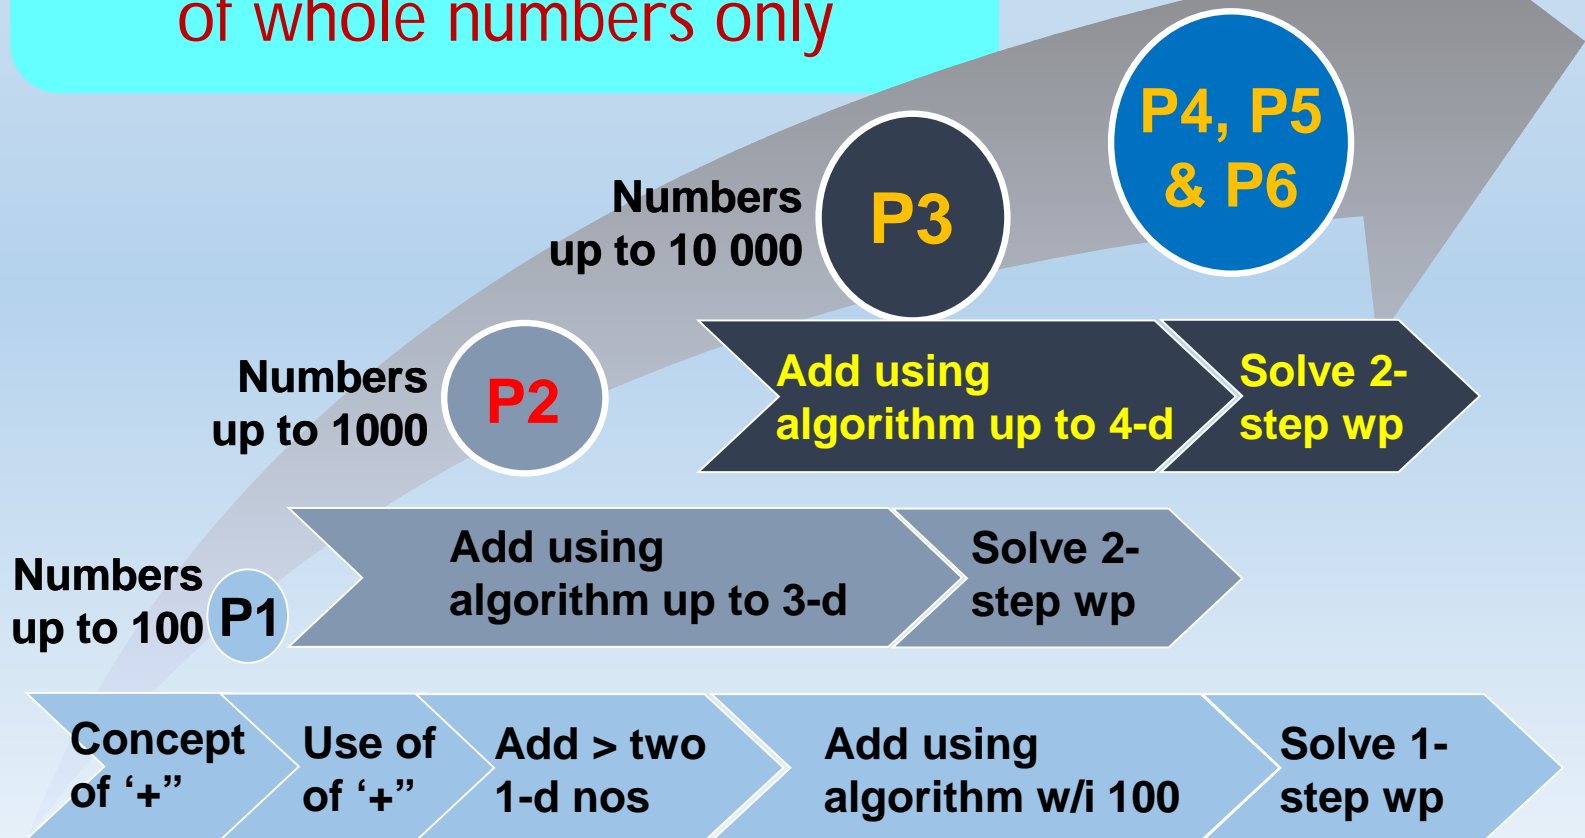 of whole numbers only
P4, P5
& P6
Numbers
up to 10 000
P3
Add using
algorithm up to 4-d
Solve 2-
step wp
Numbers
up to 1000
P2
Add using
algorithm up to 3-d
Solve 2-
step wp
Numbers
up to 100
P1
Concept
of ‘+”
Use of
of ‘+”
Add > two
1-d nos
Add using
algorithm w/i 100
Solve 1-
step wp